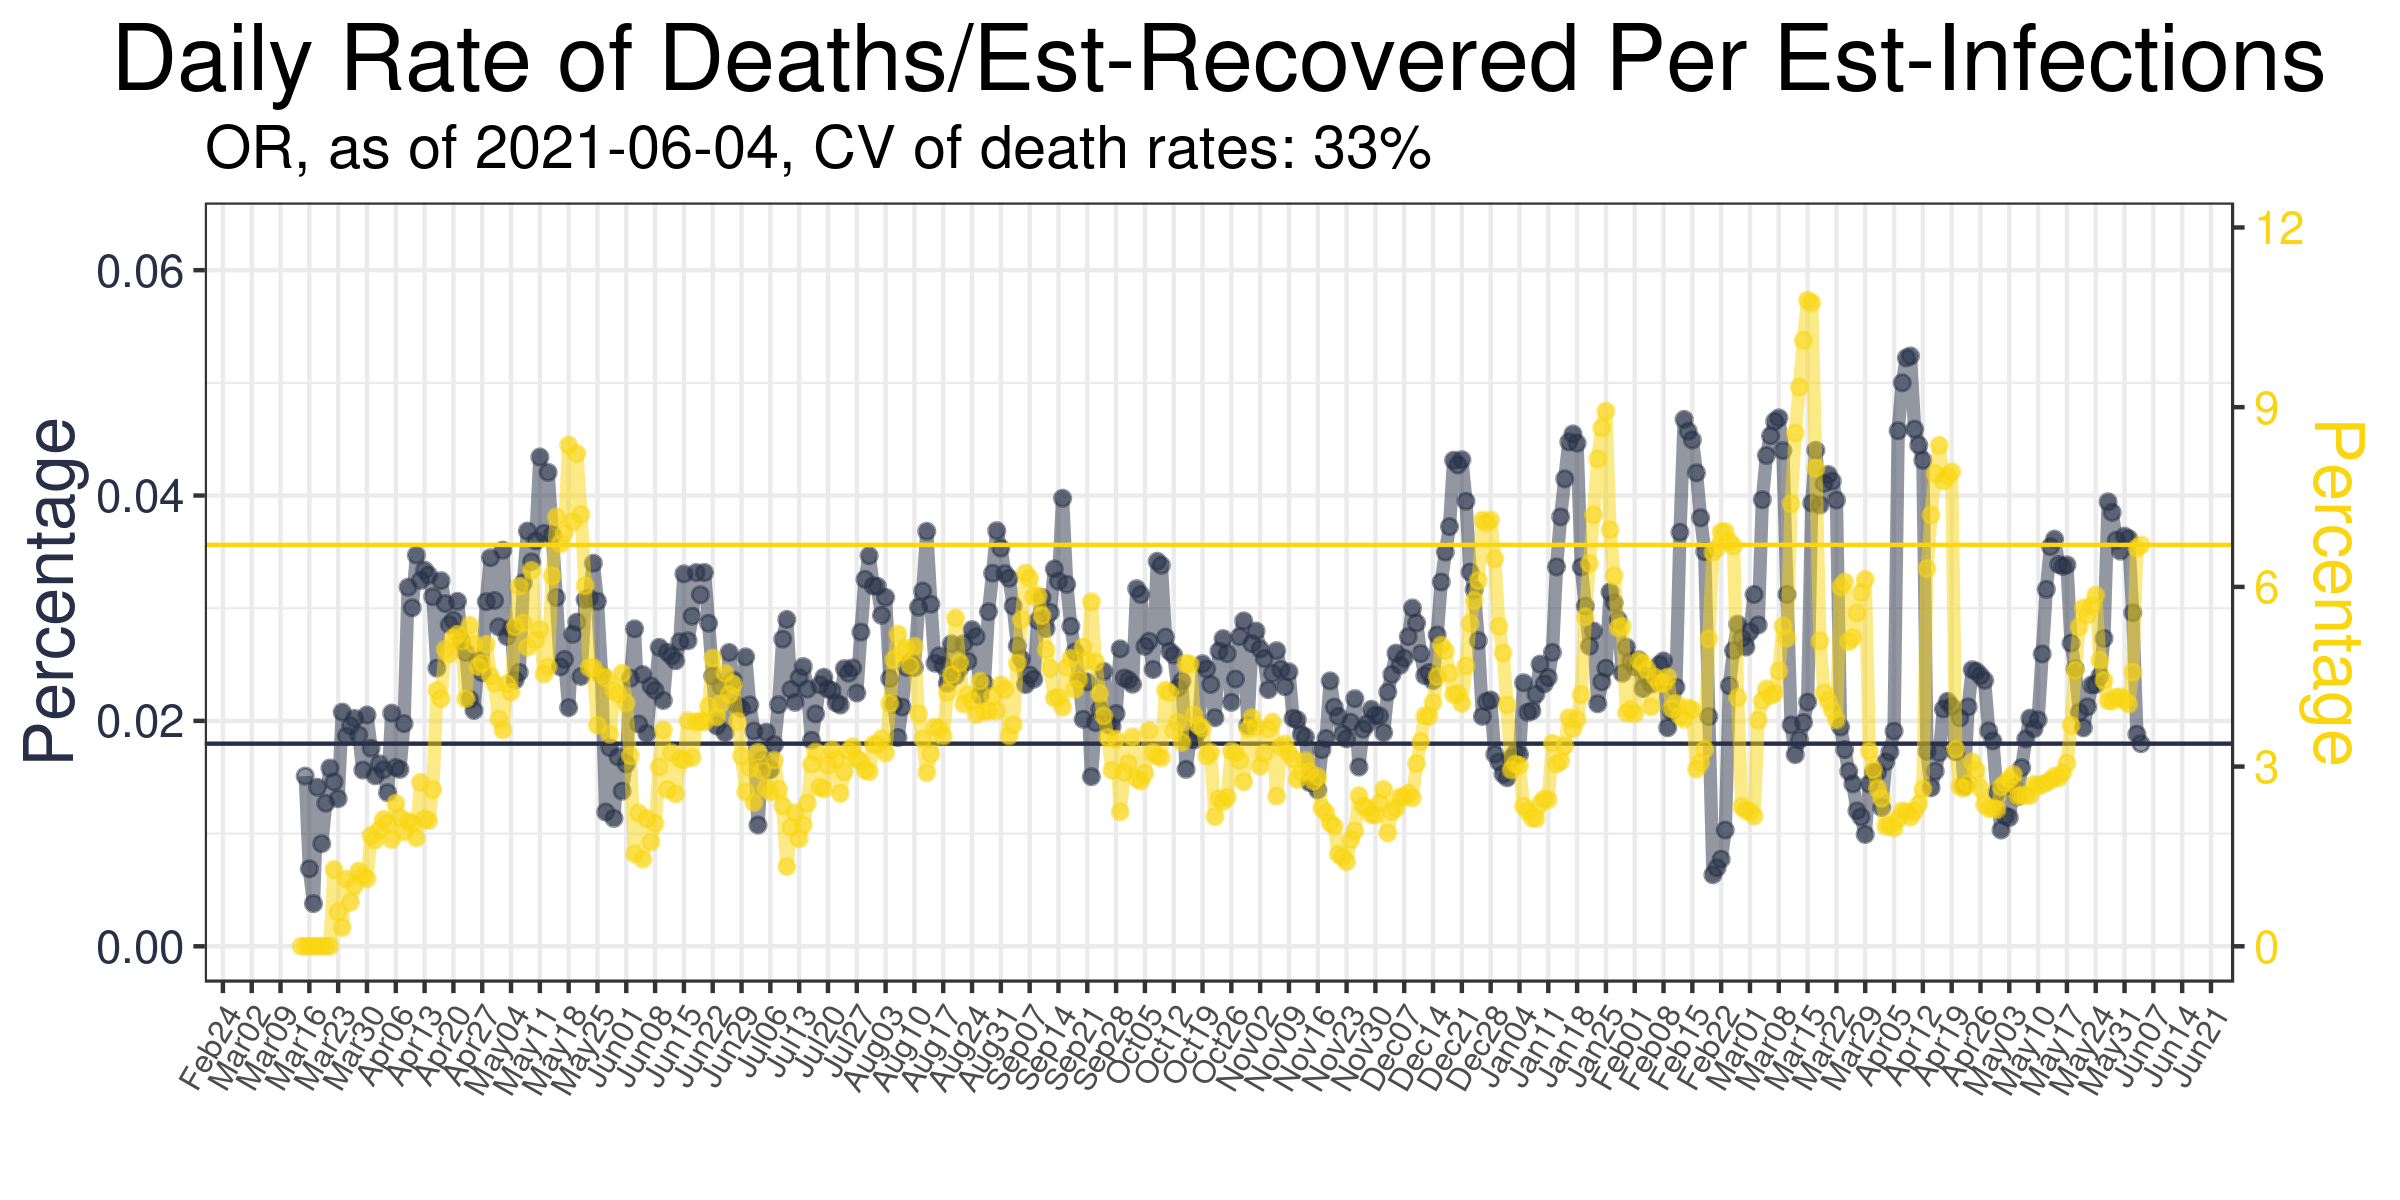 Daily Rate of Deaths/Est-Recovered Per Est-Infections
OR, as of 2021-06-04, CV of death rates: 33%
Percentage
0.06
0.04
0.02
0.00
12
9
6
3
0
Percentage
Feb24
Mar02
Mar09
Mar16
Mar23
Mar30
Apr06
Apr13
Apr20
Apr27
May04
May11
May18
May25
Jun01
Jun08
Jun15
Jun22
Jun29
Jul06
Jul13
Jul20
Jul27
Aug03
Aug10
Aug17
Aug24
Aug31
Sep07
Sep14
Sep21
Sep28
Oct05
Oct12
Oct19
Oct26
Nov02
Nov09
Nov16
Nov23
Nov30
Dec07
Dec14
Dec21
Dec28
Jan04
Jan11
Jan18
Jan25
Feb01
Feb08
Feb15
Feb22
Mar01
Mar08
Mar15
Mar22
Mar29
Apr05
Apr12
Apr19
Apr26
May03
May10
May17
May24
May31
Jun07
Jun14
Jun21